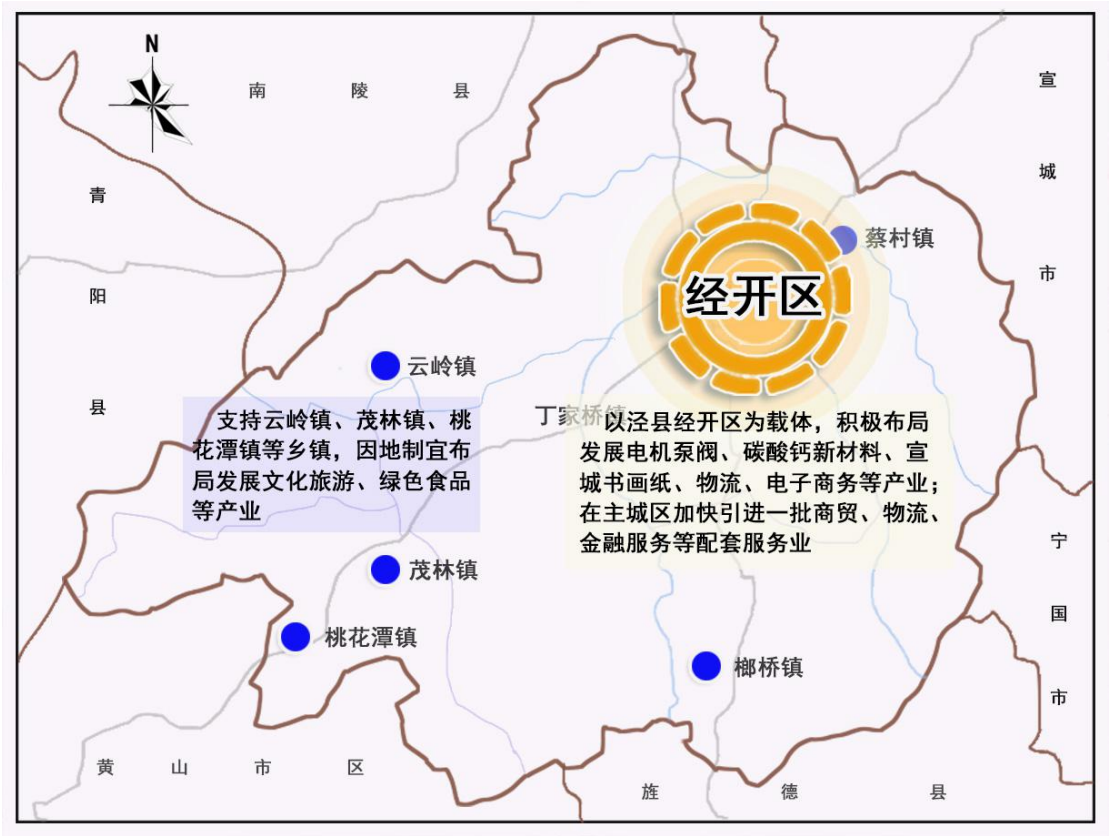 N
南陵县
宣城市
青阳县
蔡村镇
经开区
云岭镇
丁家桥镇
支持云岭镇、茂林镇、桃
花潭镇等乡镇，因地制宜布
局发展文化旅游、绿色食品
等产业
以泾县经开区为载体，积极布局
发展电机泵阀、碳酸钙新材料、宣
城书画纸、物流、电子商务等产业；
在主城区加快引进一批商贸、物流、
金融服务等配套服务业
宁国市
茂林镇
桃花潭镇
榔桥镇
黄山市区
旌德县